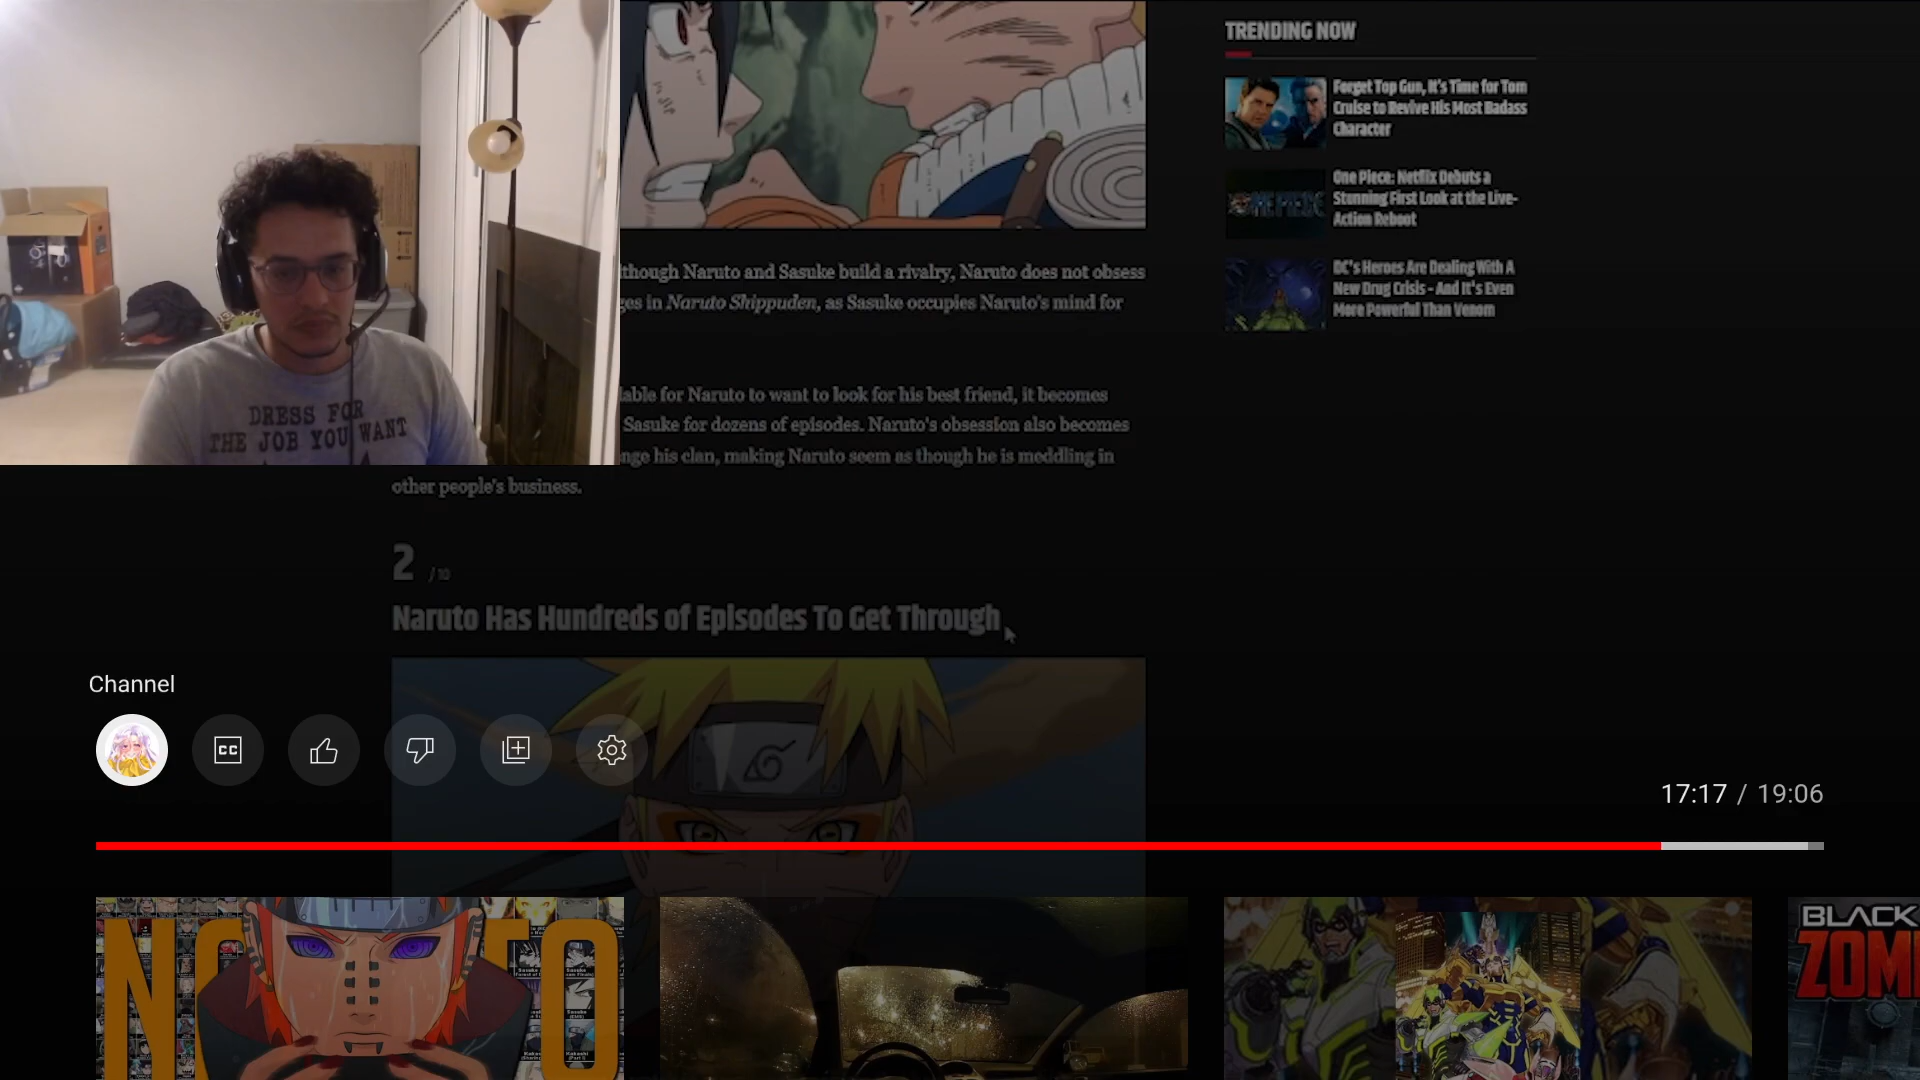 TRENDING NOW
Forget Top Gun, It's Time for Tom
Cruise to Revive His Most Badass
Character
One Piece: Netflix Debuts a
Stunning First Look at the Live-
Action Reboot
DC's Heroes Are Dealing With A
New Drug Crisis - And It's Even
More Powerful Than Venom
DRESS FOR
THE JOB YOU WANT
though Naruto and Sasuke build a rivalry, Naruto does not obsess
ges in Naruto Shippuden, as Sasuke occupies Naruto's mind for
lable for Naruto to want to look for his best friend, it becomes
Sasuke for dozens of episodes. Naruto's obsession also becomes
nge his clan, making Naruto seem as though he is meddling in
other people's business.
2 /10
Naruto Has Hundreds of Episodes To Get Through
Channel
CC
17:17 / 19:06
BLACK